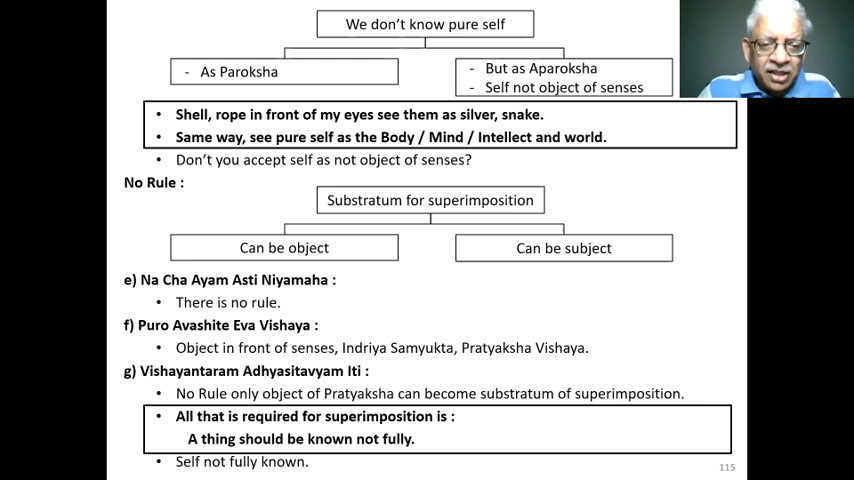 We don't know pure self
- As Paroksha
- But as Aparoksha
- Self not object of senses
• Shell, rope in front of my eyes see them as silver, snake.
• Same way, see pure self as the Body / Mind / Intellect and world.
• Don't you accept self as not object of senses?
No Rule :
Substratum for superimposition
Can be object
Can be subject
e) Na Cha Ayam Asti Niyamaha :
• There is no rule.
f) Puro Avashite Eva Vishaya :
• Object in front of senses, Indriya Samyukta, Pratyaksha Vishaya.
g) Vishayantaram Adhyasitavyam Iti :
• No Rule only object of Pratyaksha can become substratum of superimposition.
• All that is required for superimposition is :
A thing should be known not fully.
• Self not fully known.
115